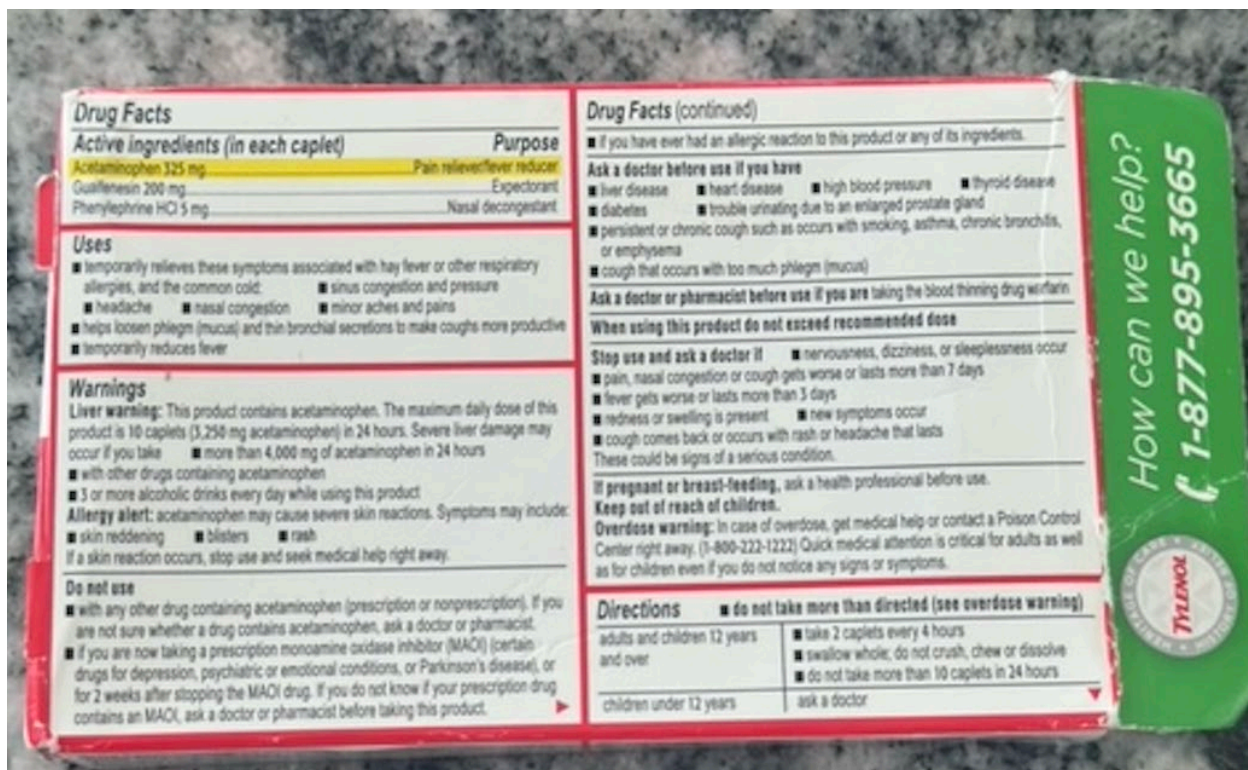 Drug Facts
Active ingredients (in each caplet) Purpose
Acetaminophen 325 mg Pain reliever/fever reducer
Guaifenesin 200 mg Expectorant
Phenylephrine HCl 5 mg Nasal decongestant
Uses
■ temporarily relieves these symptoms associated with hay fever or other respiratory
allergies, and the common cold: ■ sinus congestion and pressure
■ headache ■ nasal congestion ■ minor aches and pains
■ helps loosen phlegm (mucus) and thin bronchial secretions to make coughs more productive
■ temporarily reduces fever
Warnings
Liver warning: This product contains acetaminophen. The maximum daily dose of this
product is 10 caplets (3,250 mg acetaminophen) in 24 hours. Severe liver damage may
occur if you take ■ more than 4,000 mg of acetaminophen in 24 hours
■ with other drugs containing acetaminophen
■ 3 or more alcoholic drinks every day while using this product
Allergy alert: acetaminophen may cause severe skin reactions. Symptoms may include:
■ skin reddening ■ blisters ■ rash
If a skin reaction occurs, stop use and seek medical help right away.
Do not use
■ with any other drug containing acetaminophen (prescription or nonprescription). If you
are not sure whether a drug contains acetaminophen, ask a doctor or pharmacist.
■ if you are now taking a prescription monoamine oxidase inhibitor (MAOI) (certain
drugs for depression, psychiatric or emotional conditions, or Parkinson's disease), or
for 2 weeks after stopping the MAOI drug. If you do not know if your prescription drug
contains an MAOI, ask a doctor or pharmacist before taking this product.
Drug Facts (continued)
■ if you have ever had an allergic reaction to this product or any of its ingredients.
Ask a doctor before use if you have
■ liver disease ■ heart disease ■ high blood pressure ■ thyroid disease
■ diabetes ■ trouble urinating due to an enlarged prostate gland
■ persistent or chronic cough such as occurs with smoking, asthma, chronic bronchitis,
or emphysema
■ cough that occurs with too much phlegm (mucus)
Ask a doctor or pharmacist before use if you are taking the blood thinning drug warfarin
When using this product do not exceed recommended dose
Stop use and ask a doctor if ■ nervousness, dizziness, or sleeplessness occur
■ pain, nasal congestion or cough gets worse or lasts more than 7 days
■ fever gets worse or lasts more than 3 days
■ redness or swelling is present ■ new symptoms occur
■ cough comes back or occurs with rash or headache that lasts
These could be signs of a serious condition.
If pregnant or breast-feeding, ask a health professional before use.
Keep out of reach of children.
Overdose warning: In case of overdose, get medical help or contact a Poison Control
Center right away. (1-800-222-1222) Quick medical attention is critical for adults as well
as for children even if you do not notice any signs or symptoms.
Directions ■ do not take more than directed (see overdose warning)
adults and children 12 years
and over
■ take 2 caplets every 4 hours
■ swallow whole; do not crush, chew or dissolve
■ do not take more than 10 caplets in 24 hours
children under 12 years ask a doctor
How can we help?
1-877-895-3665
TYLENOL